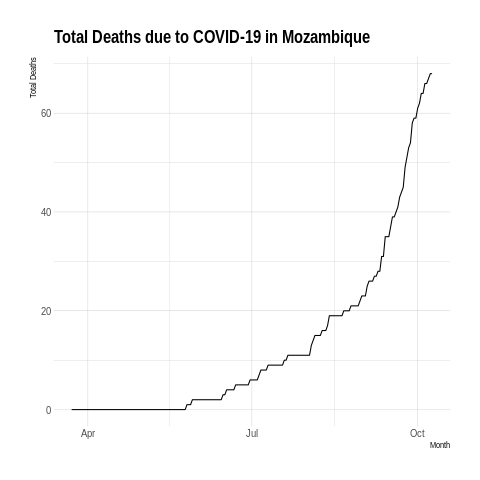 Total Deaths due to COVID-19 in Mozambique
Total Deaths
60
40
20
0
Apr
Jul
Oct
Month